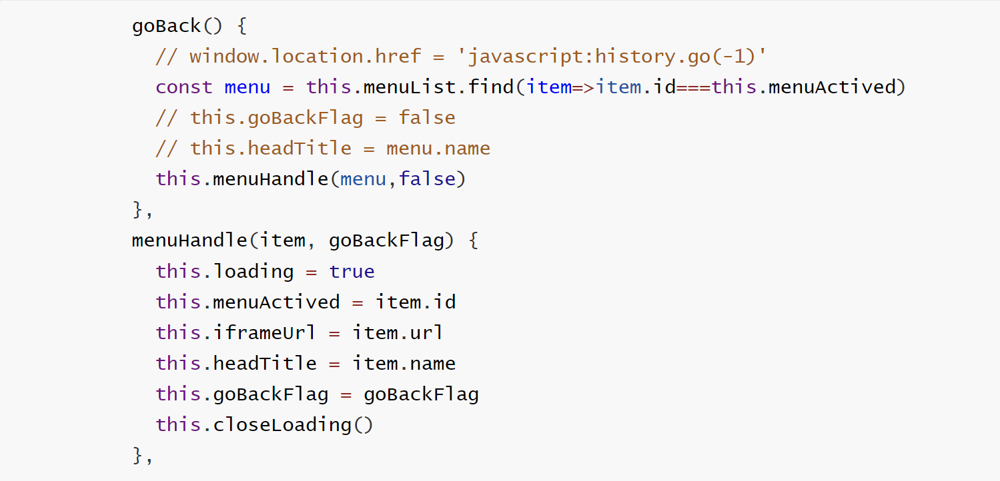 goBack() {
// window.location.href = 'javascript:history.go(-1)'
const menu = this.menuList.find(item=>item.id===this.menuActived)
// this.goBackFlag = false
// this.headTitle = menu.name
this.menuHandle(menu,false)
},
menuHandle(item, goBackFlag) {
this.loading = true
this.menuActived = item.id
this.iframeUrl = item.url
this.headTitle = item.name
this.goBackFlag = goBackFlag
this.closeLoading()
},